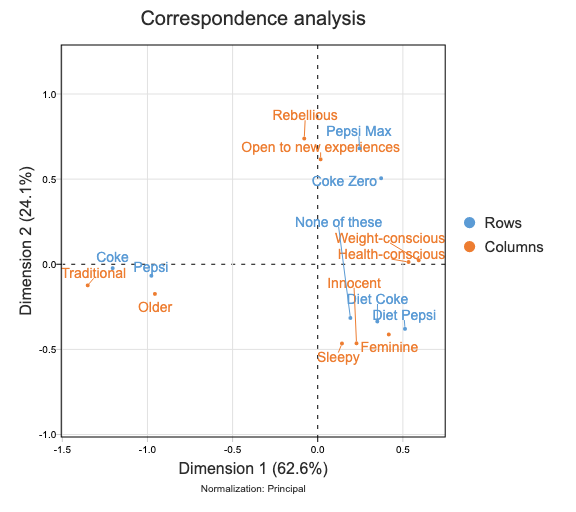 Correspondence analysis
1.0
Rebellious
Pepsi Max
Open to new experiences
0.5
Coke Zero
None of these
Rows
Weight-conscious
Columns
Health-conscious
Coke
0.0
Pepsi
Traditional
Innocent
Older
Diet Coke
Diet Pepsi
-0.5
Feminine
Sleepy
-1.0
-1.5 -1.0 -0.5 0.0 0.5
Dimension 2 (24.1%)
Dimension 1 (62.6%)
Normalization: Principal